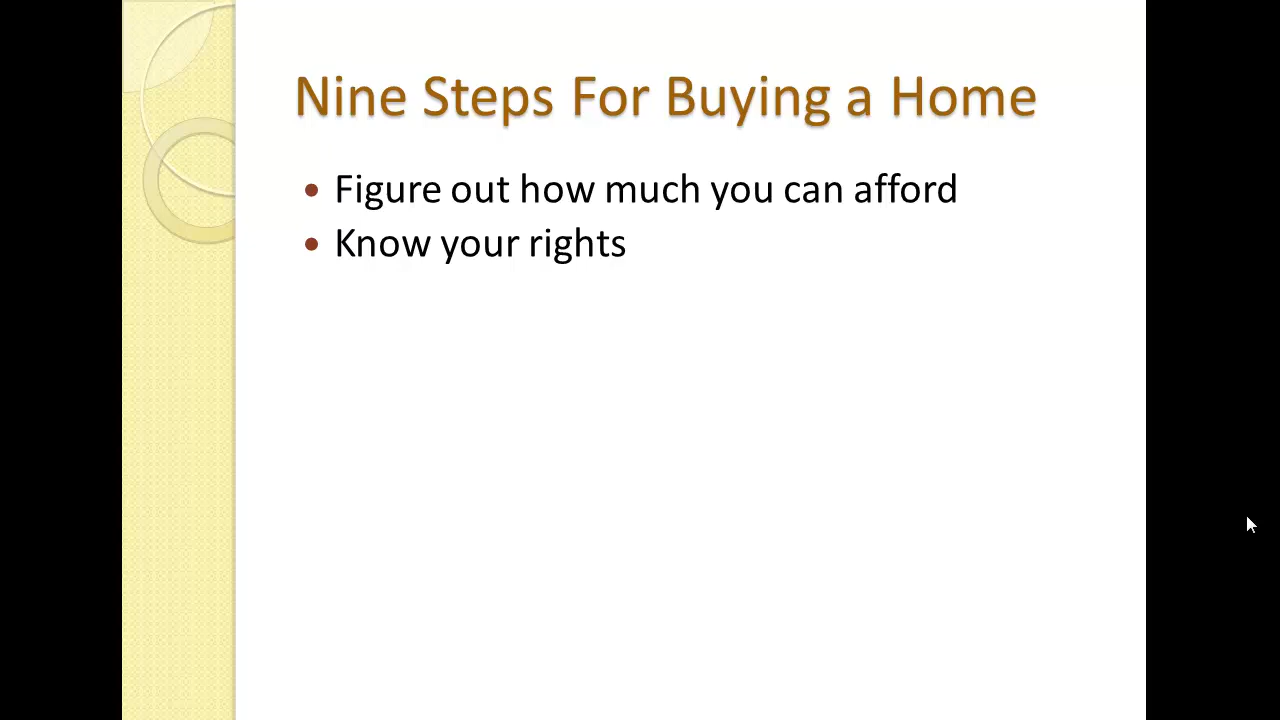 Nine Steps For Buying a Home
• Figure out how much you can afford
• Know your rights